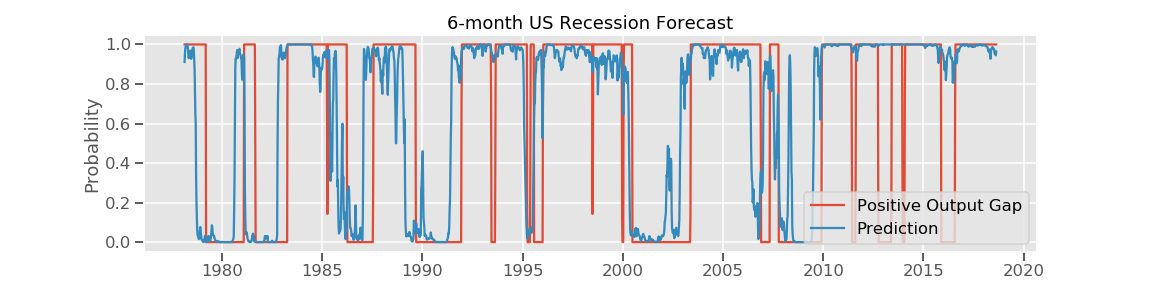 6-month US Recession Forecast
Probability
1.0
0.8
0.6
0.4
0.2
0.0
Positive Output Gap
Prediction
1980 1985 1990 1995 2000 2005 2010 2015 2020